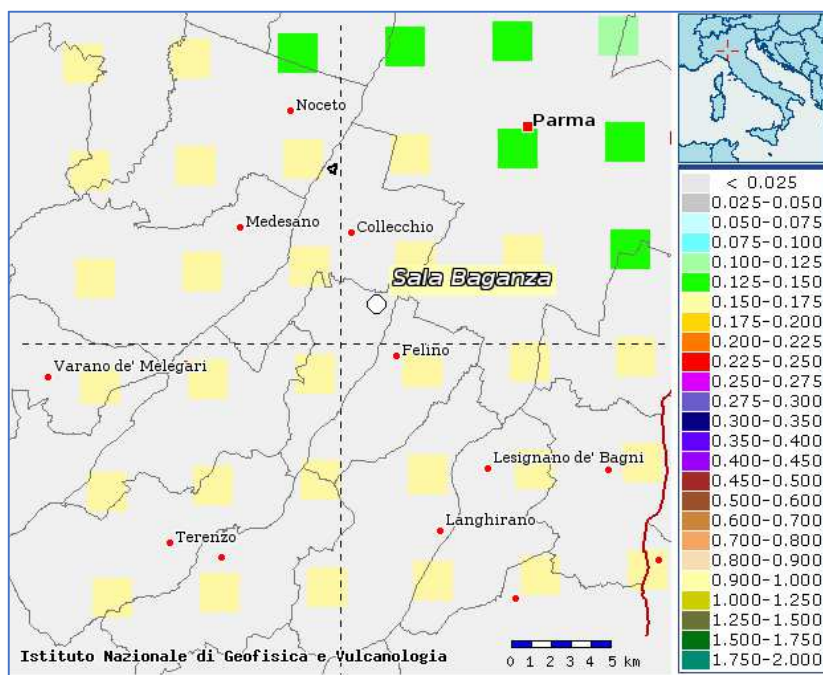 Noceto
Parma
Medesano
Collecchio
Sala Baganza
Varano de' Melegari
Felino
Lesignano de' Bagni
Langhirano
Terenzo
Istituto Nazionale di Geofisica e Vulcanologia
0 1 2 3 4 5 km
< 0.025
0.025-0.050
0.050-0.075
0.075-0.100
0.100-0.125
0.125-0.150
0.150-0.175
0.175-0.200
0.200-0.225
0.225-0.250
0.250-0.275
0.275-0.300
0.300-0.350
0.350-0.400
0.400-0.450
0.450-0.500
0.500-0.600
0.600-0.700
0.700-0.800
0.800-0.900
0.900-1.000
1.000-1.250
1.250-1.500
1.500-1.750
1.750-2.000